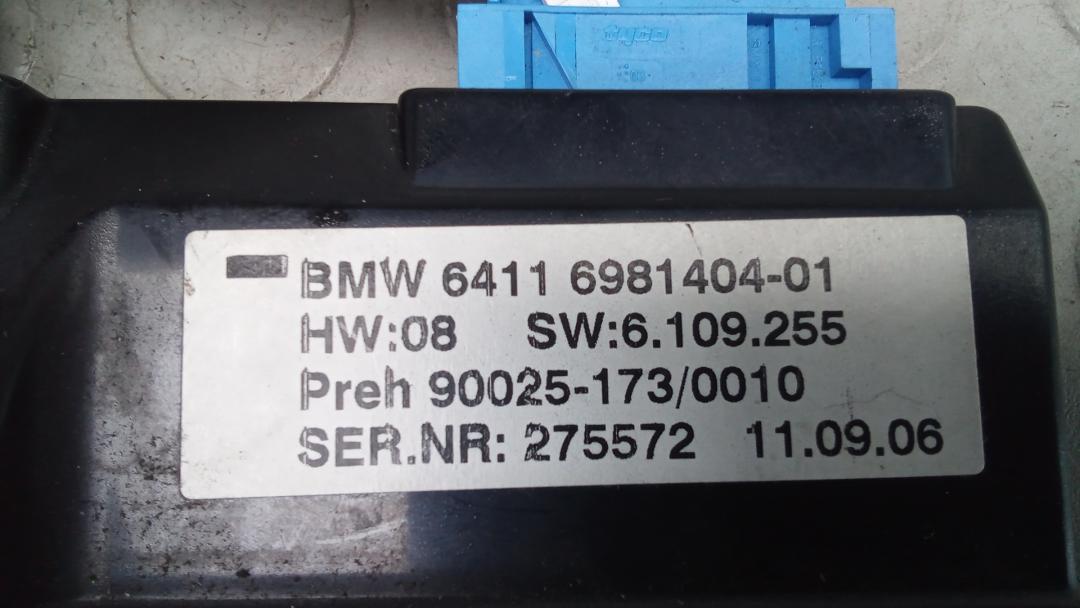 tyco
BMW 6411 6981404-01
HW:08 SW:6.109.255
Preh 90025-173/0010
SER.NR: 275572 11.09.06